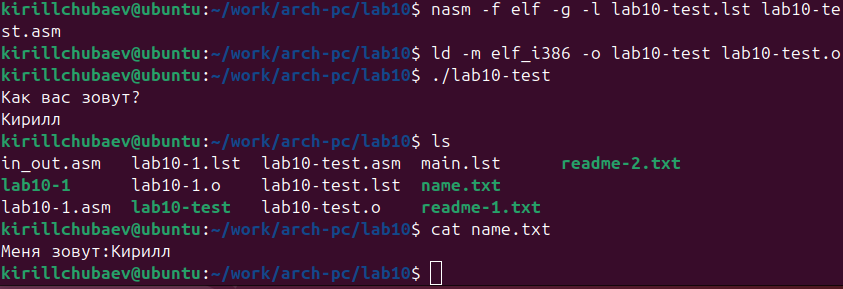 kirillchubaev@ubuntu:~/work/arch-pc/lab10$ nasm -f elf -g -l lab10-test.lst lab10-te
st.asm
kirillchubaev@ubuntu:~/work/arch-pc/lab10$ ld -m elf_i386 -o lab10-test lab10-test.o
kirillchubaev@ubuntu:~/work/arch-pc/lab10$ ./lab10-test
Как вас зовут?
Кирилл
kirillchubaev@ubuntu:~/work/arch-pc/lab10$ ls
in_out.asm   lab10-1.lst  lab10-test.asm  main.lst      readme-2.txt
lab10-1      lab10-1.o    lab10-test.lst  name.txt
lab10-1.asm  lab10-test   lab10-test.o    readme-1.txt
kirillchubaev@ubuntu:~/work/arch-pc/lab10$ cat name.txt
Меня зовут:Кирилл
kirillchubaev@ubuntu:~/work/arch-pc/lab10$